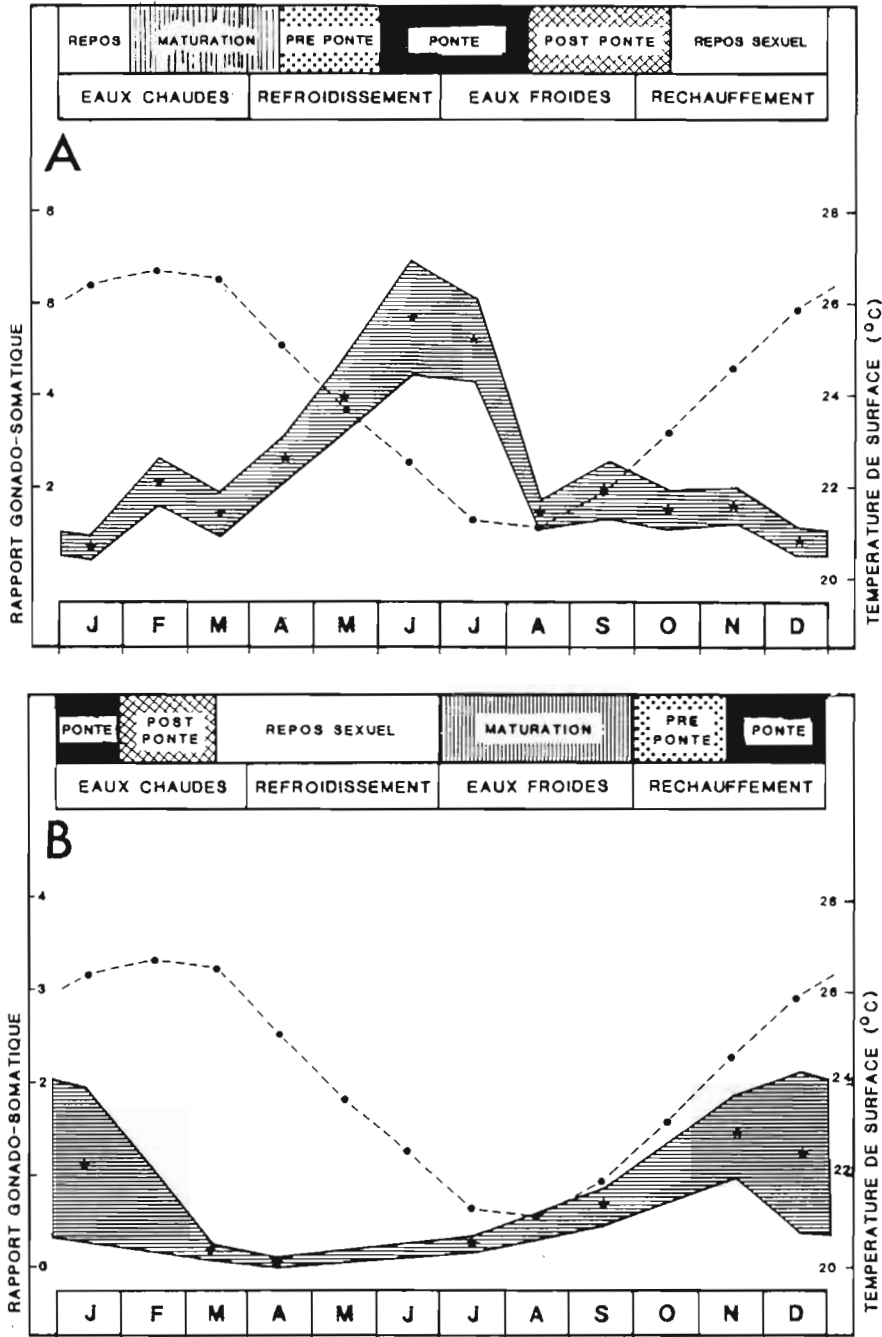 REPOS MATURATION PRE PONTE PONTE POST PONTE REPOS SEXUEL
EAUX CHAUDES REFROIDISSEMENT EAUX FROIDES RECHAUFFEMENT
A
8
6
4
2
RAPPORT GONADO-SOMATIQUE
28
26
24
22
20
TEMPERATURE DE SURFACE (°C)
J F M A M J J A S O N D
PONTE POST PONTE REPOS SEXUEL MATURATION PRE PONTE PONTE
EAUX CHAUDES REFROIDISSEMENT EAUX FROIDES RECHAUFFEMENT
B
4
3
2
0
RAPPORT GONADO-SOMATIQUE
28
26
24
22
20
TEMPERATURE DE SURFACE (°C)
J F M A M J J A S O N D